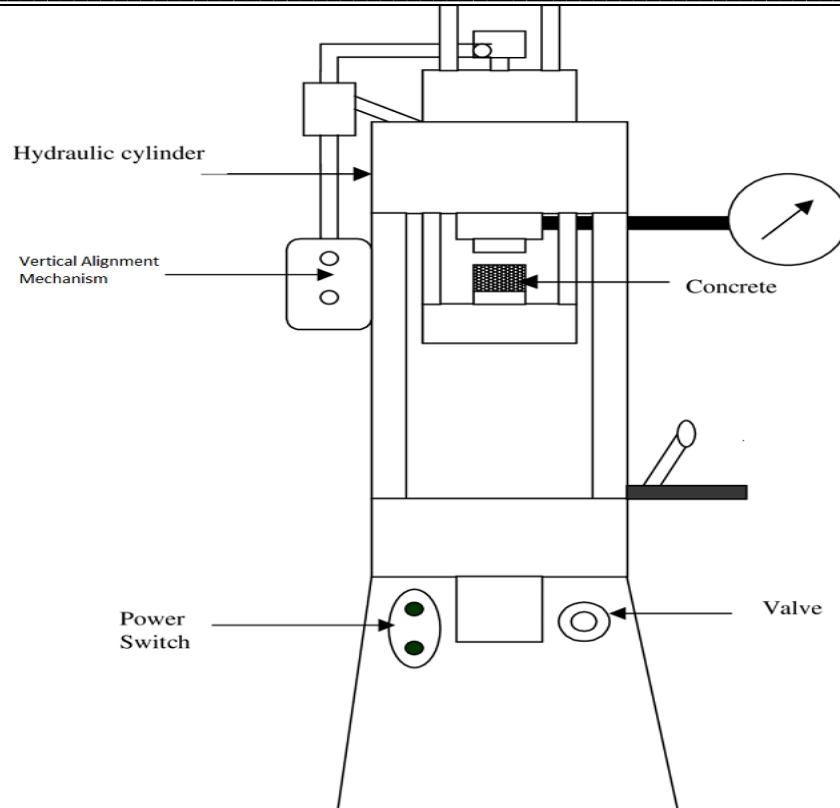 Hydraulic cylinder
Vertical Alignment
Mechanism
Concrete
Power
Switch
Valve